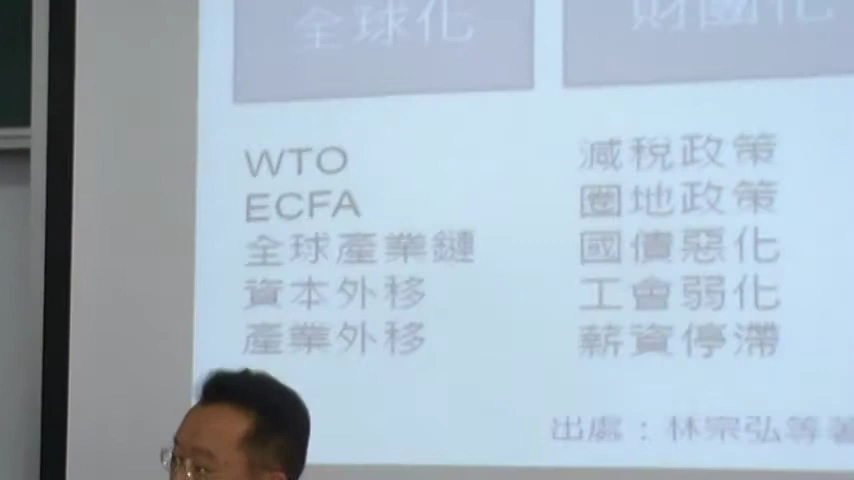 全球化
財團化
WTO
ECFA
全球產業鏈
資本外移
產業外移
減稅政策
圈地政策
國債惡化
工會弱化
薪資停滯
出處：林宗弘等著